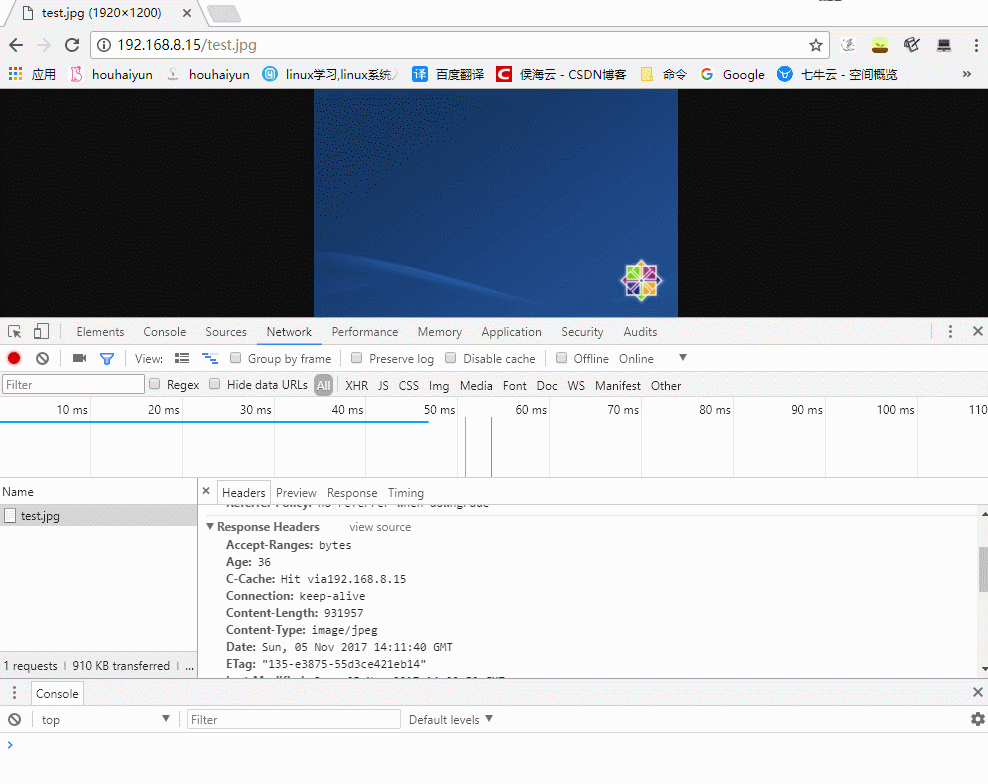 test.jpg (1920×1200)
192.168.8.15/test.jpg
应用 houhaiyun houhaiyun linux学习,linux系统 百度翻译 侯海云 - CSDN博客 命令 Google 七牛云 - 空间概览 »
Elements Console Sources Network Performance Memory Application Security Audits
View: Group by frame Preserve log Disable cache Offline Online
Filter Regex Hide data URLs All XHR JS CSS Img Media Font Doc WS Manifest Other
10 ms 20 ms 30 ms 40 ms 50 ms 60 ms 70 ms 80 ms 90 ms 100 ms 110
Name Headers Preview Response Timing
test.jpg
Referrer Policy: no-referrer-when-downgrade
Response Headers view source
Accept-Ranges: bytes
Age: 36
C-Cache: Hit via192.168.8.15
Connection: keep-alive
Content-Length: 931957
Content-Type: image/jpeg
Date: Sun, 05 Nov 2017 14:11:40 GMT
ETag: "135-e3875-55d3ce421eb14"
1 requests | 910 KB transferred | ...
Console
top Filter Default levels